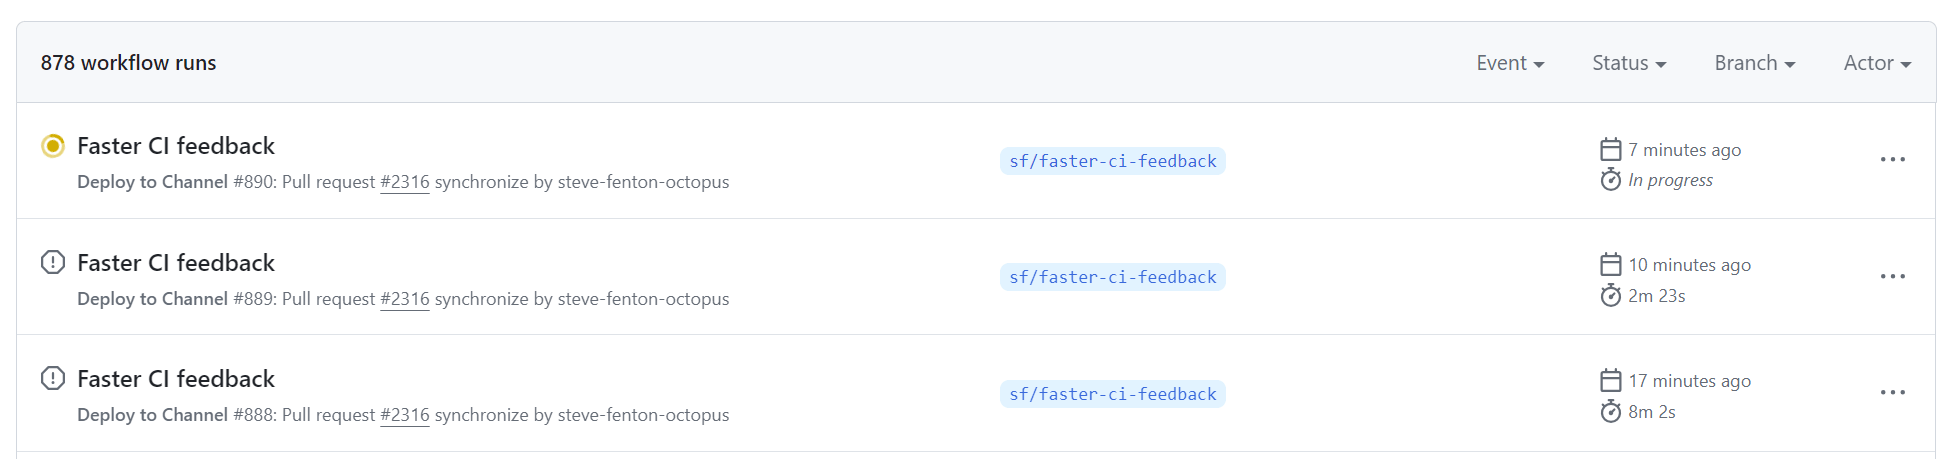 878 workflow runs Event Status Branch Actor
Faster CI feedback
Deploy to Channel #890: Pull request #2316 synchronize by steve-fenton-octopus
sf/faster-ci-feedback
7 minutes ago
In progress
Faster CI feedback
Deploy to Channel #889: Pull request #2316 synchronize by steve-fenton-octopus
sf/faster-ci-feedback
10 minutes ago
2m 23s
Faster CI feedback
Deploy to Channel #888: Pull request #2316 synchronize by steve-fenton-octopus
sf/faster-ci-feedback
17 minutes ago
8m 2s